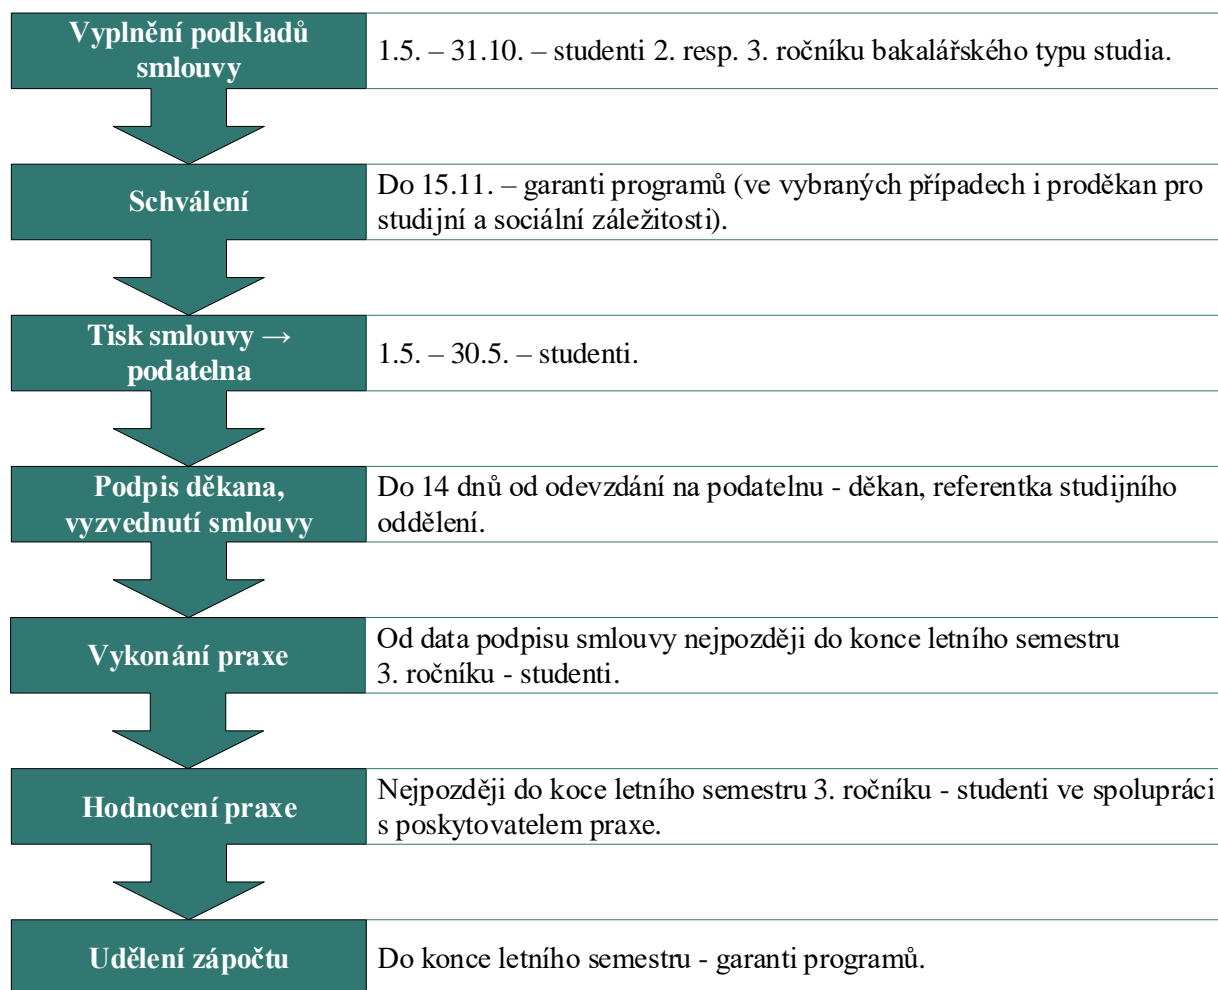 Vyplnění podkladů
smlouvy
1.5. – 31.10. – studenti 2. resp. 3. ročníku bakalářského typu studia.
Schválení
Do 15.11. – garanti programů (ve vybraných případech i proděkan pro
studijní a sociální záležitosti).
Tisk smlouvy →
podatelna
1.5. – 30.5. – studenti.
Podpis děkana,
vyzvednutí smlouvy
Do 14 dnů od odevzdání na podatelnu - děkan, referentka studijního
oddělení.
Vykonání praxe
Od data podpisu smlouvy nejpozději do konce letního semestru
3. ročníku - studenti.
Hodnocení praxe
Nejpozději do koce letního semestru 3. ročníku - studenti ve spolupráci
s poskytovatelem praxe.
Udělení zápočtu
Do konce letního semestru - garanti programů.